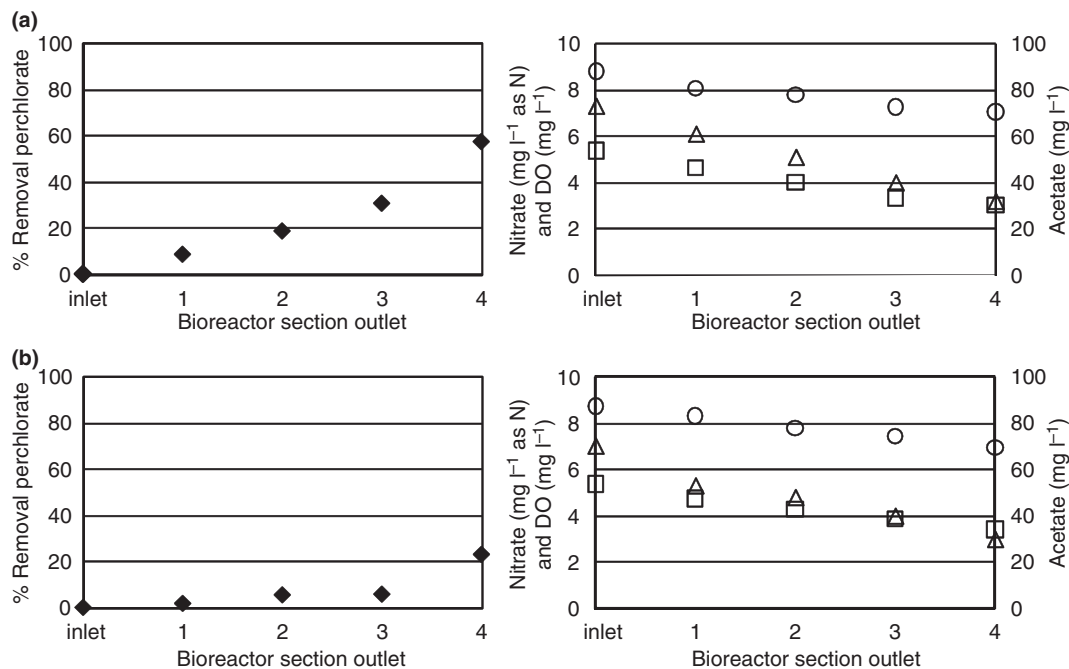 (a)
% Removal perchlorate
100
80
60
40
20
0
inlet 1 2 3 4
Bioreactor section outlet
Nitrate (mg l⁻¹ as N)
and DO (mg l⁻¹)
10
8
6
4
2
0
inlet 1 2 3 4
Bioreactor section outlet
100
80
60
40
20
0
Acetate (mg l⁻¹)
(b)
% Removal perchlorate
100
80
60
40
20
0
inlet 1 2 3 4
Bioreactor section outlet
Nitrate (mg l⁻¹ as N)
and DO (mg l⁻¹)
10
8
6
4
2
0
inlet 1 2 3 4
Bioreactor section outlet
100
80
60
40
20
0
Acetate (mg l⁻¹)